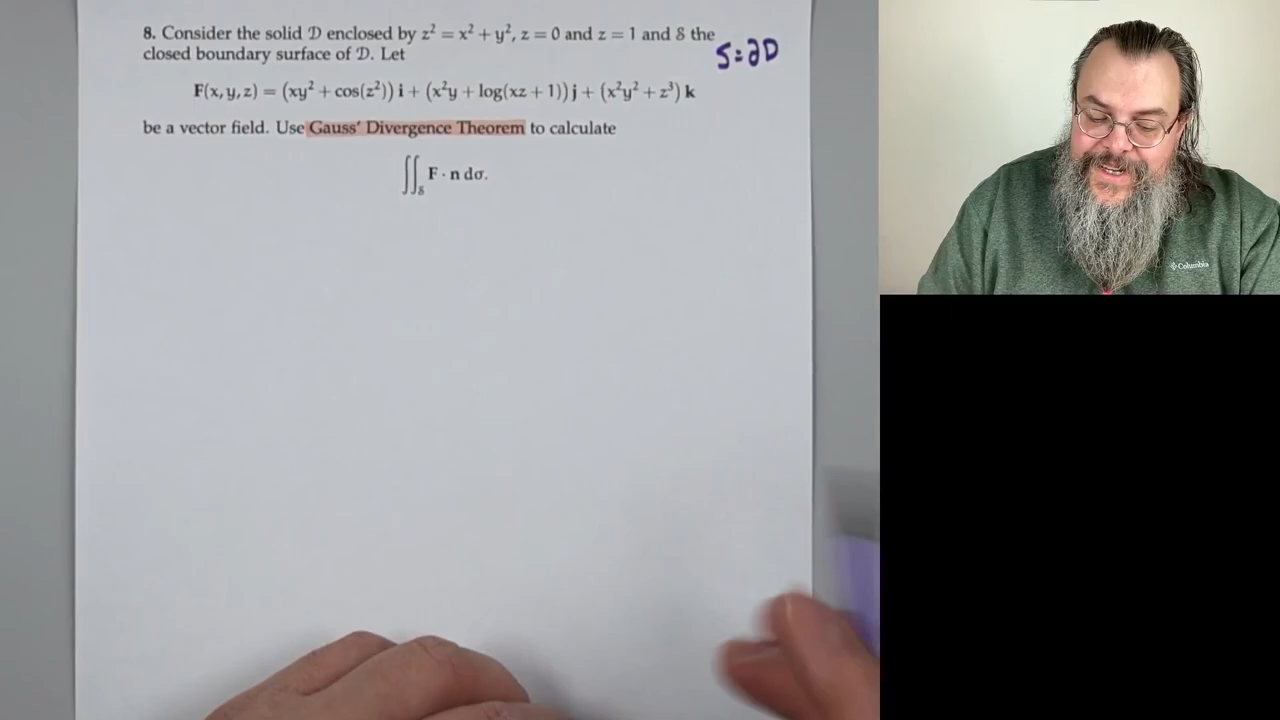 8. Consider the solid 𝒟 enclosed by z² = x² + y², z = 0 and z = 1 and 𝒮 the
closed boundary surface of 𝒟. Let
S=∂D
F(x, y, z) = (xy² + cos(z²)) i + (x²y + log(xz + 1)) j + (x²y² + z³) k
be a vector field. Use Gauss' Divergence Theorem to calculate
∬_𝒮 F · n dσ.
Columbia